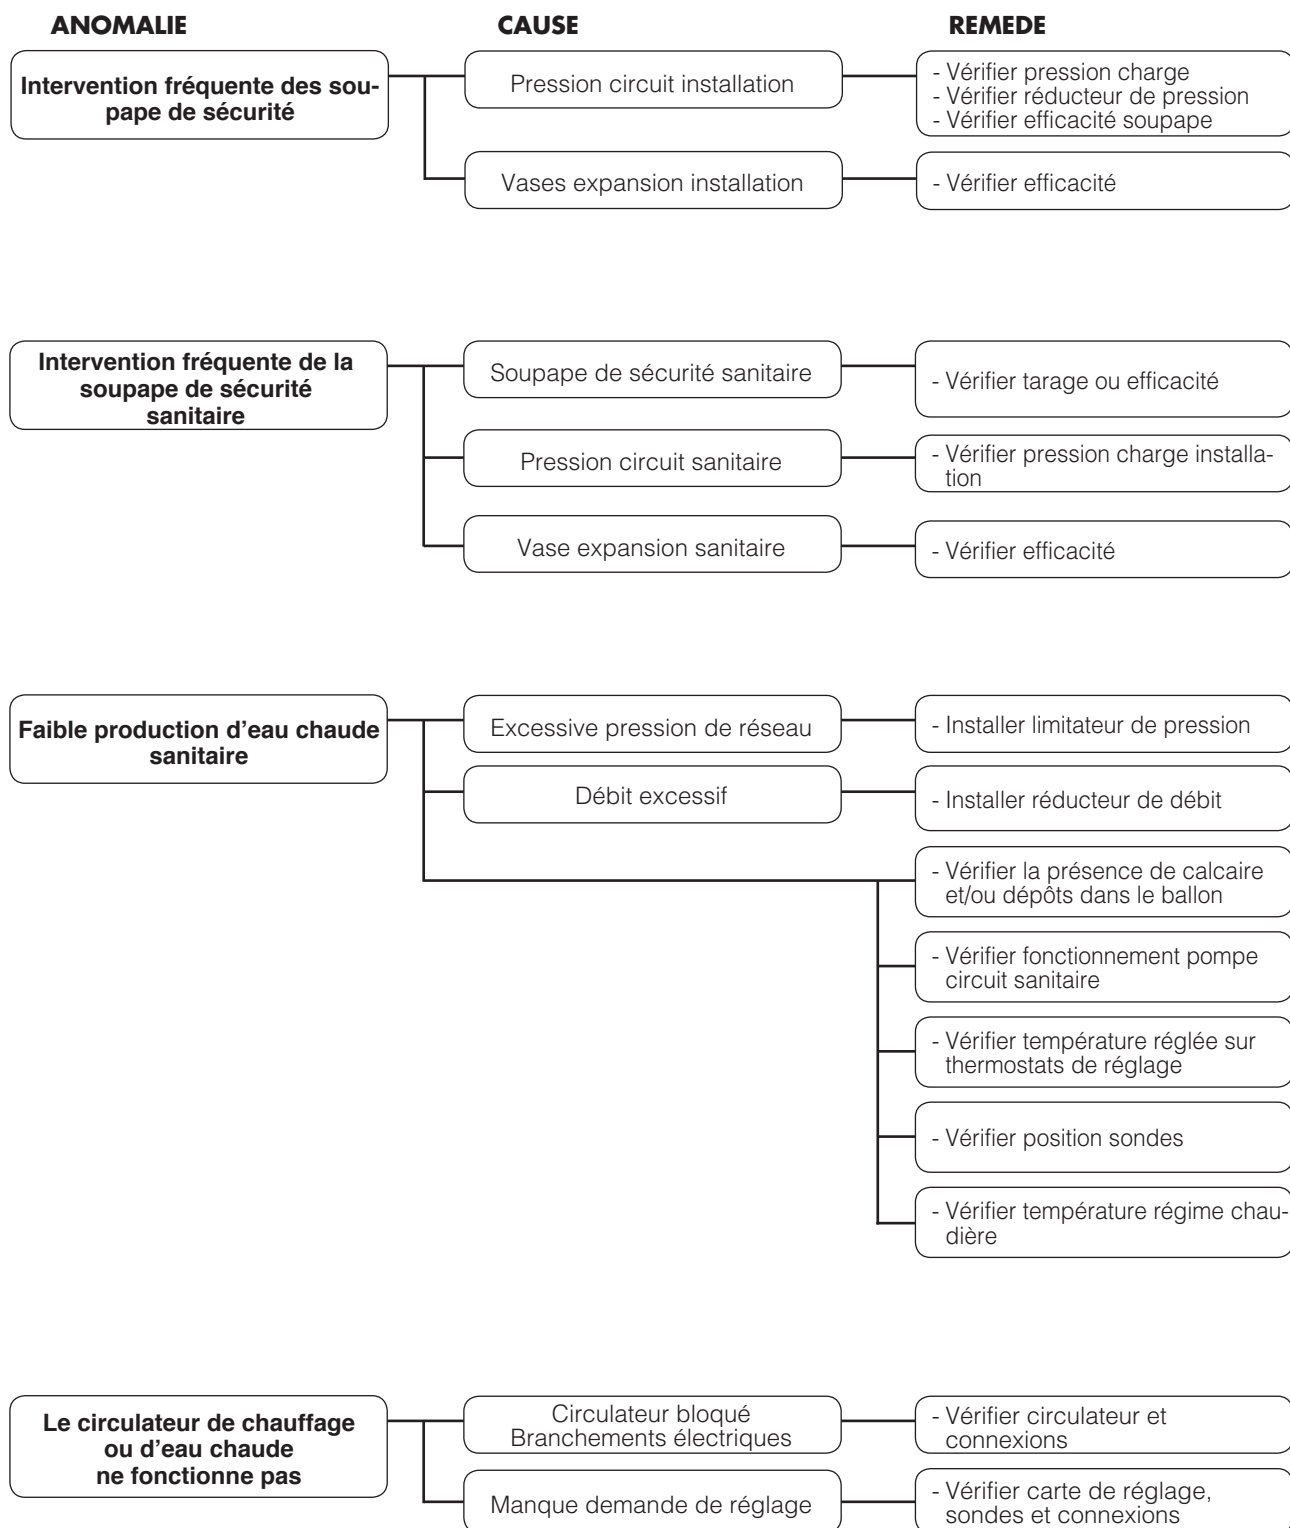 ANOMALIE
CAUSE
REMEDE
Intervention fréquente des sou-
pape de sécurité
Pression circuit installation
- Vérifier pression charge
- Vérifier réducteur de pression
- Vérifier efficacité soupape
Vases expansion installation
- Vérifier efficacité
Intervention fréquente de la
soupape de sécurité
sanitaire
Soupape de sécurité sanitaire
- Vérifier tarage ou efficacité
Pression circuit sanitaire
- Vérifier pression charge installa-
tion
Vase expansion sanitaire
- Vérifier efficacité
Faible production d’eau chaude
sanitaire
Excessive pression de réseau
- Installer limitateur de pression
Débit excessif
- Installer réducteur de débit
- Vérifier la présence de calcaire
et/ou dépôts dans le ballon
- Vérifier fonctionnement pompe
circuit sanitaire
- Vérifier température réglée sur
thermostats de réglage
- Vérifier position sondes
- Vérifier température régime chau-
dière
Le circulateur de chauffage
ou d’eau chaude
ne fonctionne pas
Circulateur bloqué
Branchements électriques
- Vérifier circulateur et
connexions
Manque demande de réglage
- Vérifier carte de réglage,
sondes et connexions